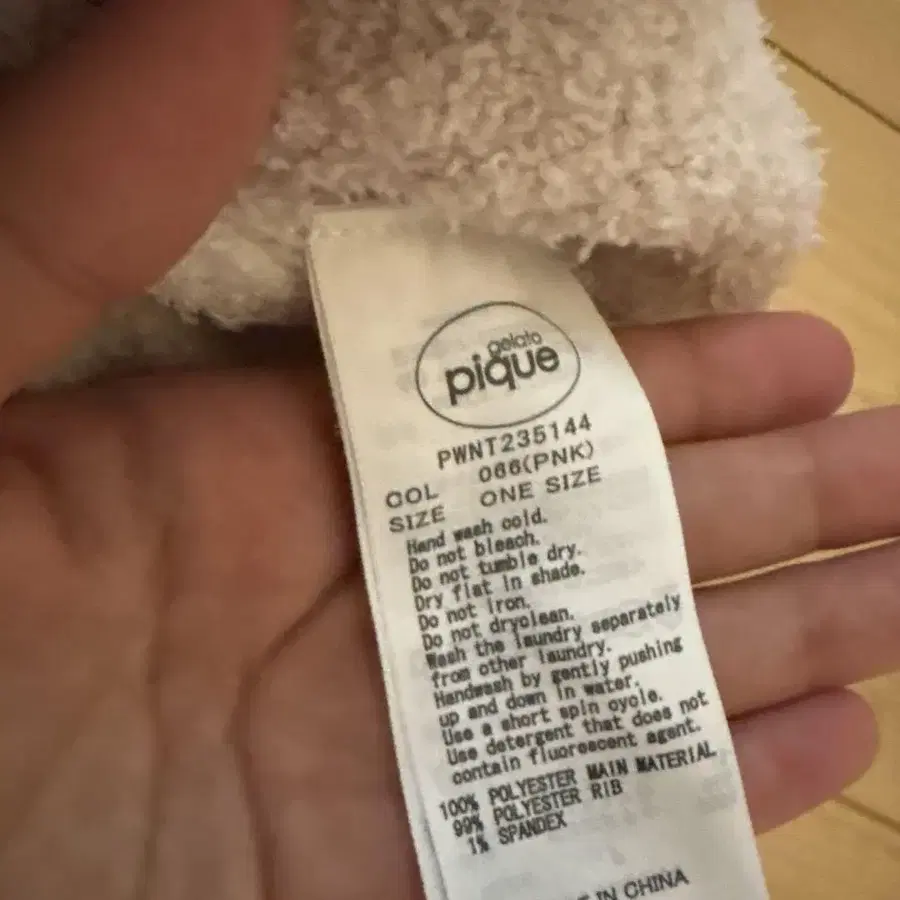 gelato
pique
PWNT235144
COL 066(PNK)
SIZE ONE SIZE
Hand wash cold.
Do not bleach.
Do not tumble dry.
Dry flat in shade.
Do not iron.
Do not dryclean.
Wash the laundry separately
from other laundry.
Handwash by gently pushing
up and down in water.
Use a short spin cycle.
Use detergent that does not
contain fluorescent agent.
100% POLYESTER MAIN MATERIAL
99% POLYESTER RIB
1% SPANDEX
IN CHINA